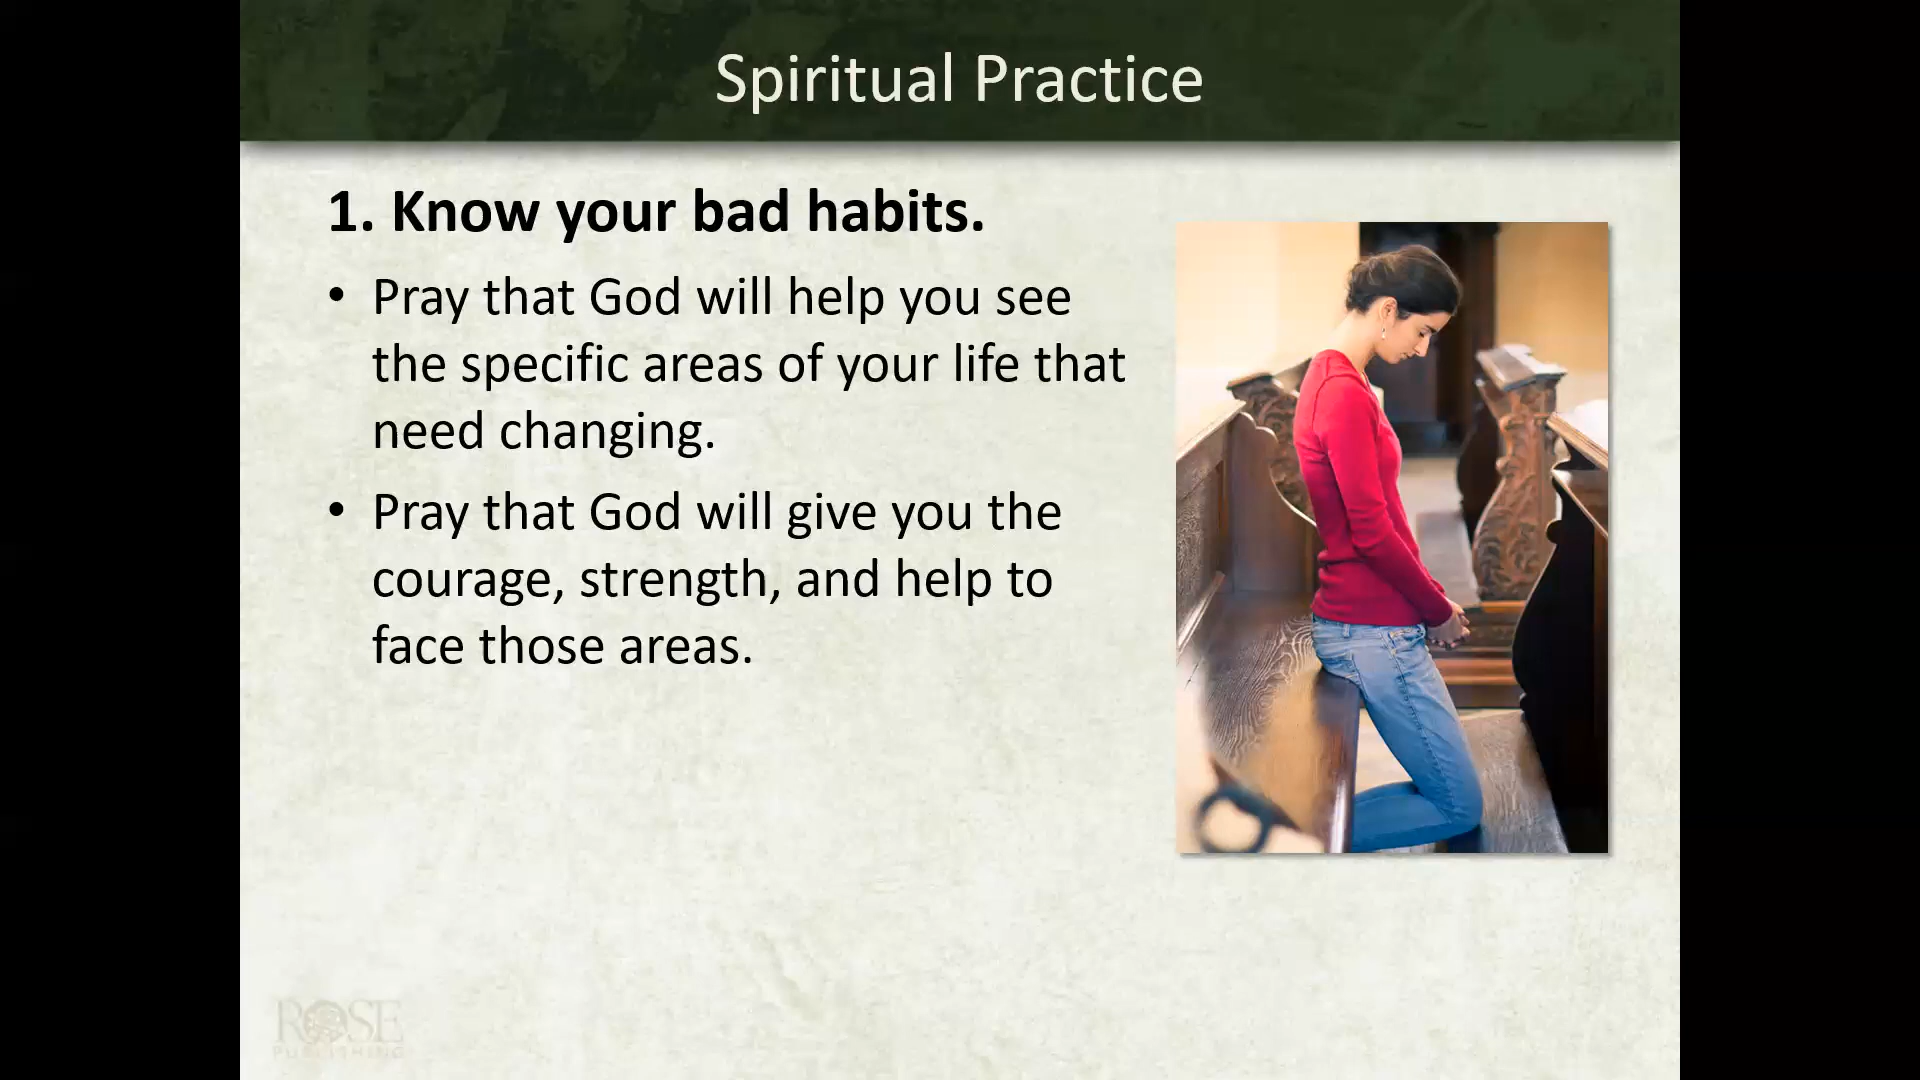 Spiritual Practice
1. Know your bad habits.
• Pray that God will help you see
the specific areas of your life that
need changing.
• Pray that God will give you the
courage, strength, and help to
face those areas.
ROSE
PUBLISHING